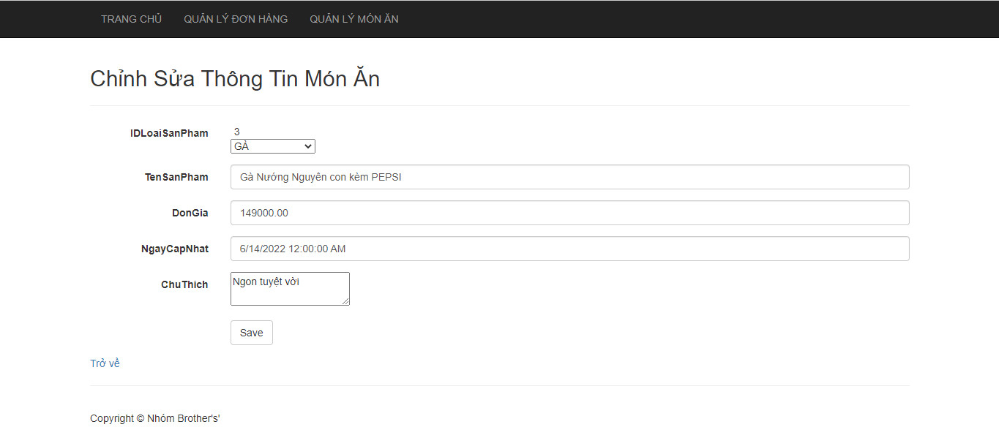 TRANG CHỦ QUẢN LÝ ĐƠN HÀNG QUẢN LÝ MÓN ĂN
Chỉnh Sửa Thông Tin Món Ăn
IDLoaiSanPham 3
GÀ
TenSanPham Gà Nướng Nguyên con kèm PEPSI
DonGia 149000.00
NgayCapNhat 6/14/2022 12:00:00 AM
ChuThich Ngon tuyệt vời
Save
Trở về
Copyright © Nhóm Brother's'